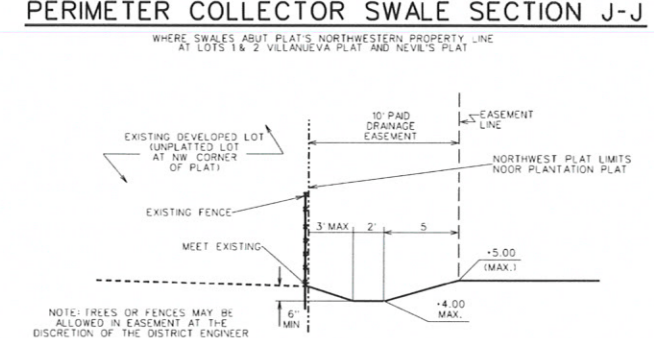 PERIMETER COLLECTOR SWALE SECTION J-J
WHERE SWALES ABUT PLAT'S NORTHWESTERN PROPERTY LINE
AT LOTS 1 & 2 VILLANUEVA PLAT AND NEVIL'S PLAT
10' PAID
DRAINAGE
EASEMENT
EASEMENT
LINE
EXISTING DEVELOPED LOT
(UNPLATTED LOT
AT NW CORNER
OF PLAT)
NORTHWEST PLAT LIMITS
NOOR PLANTATION PLAT
EXISTING FENCE
3' MAX
2'
5
MEET EXISTING
+5.00
(MAX.)
+4.00
MAX.
6"
MIN
NOTE: TREES OR FENCES MAY BE
ALLOWED IN EASEMENT AT THE
DISCRETION OF THE DISTRICT ENGINEER